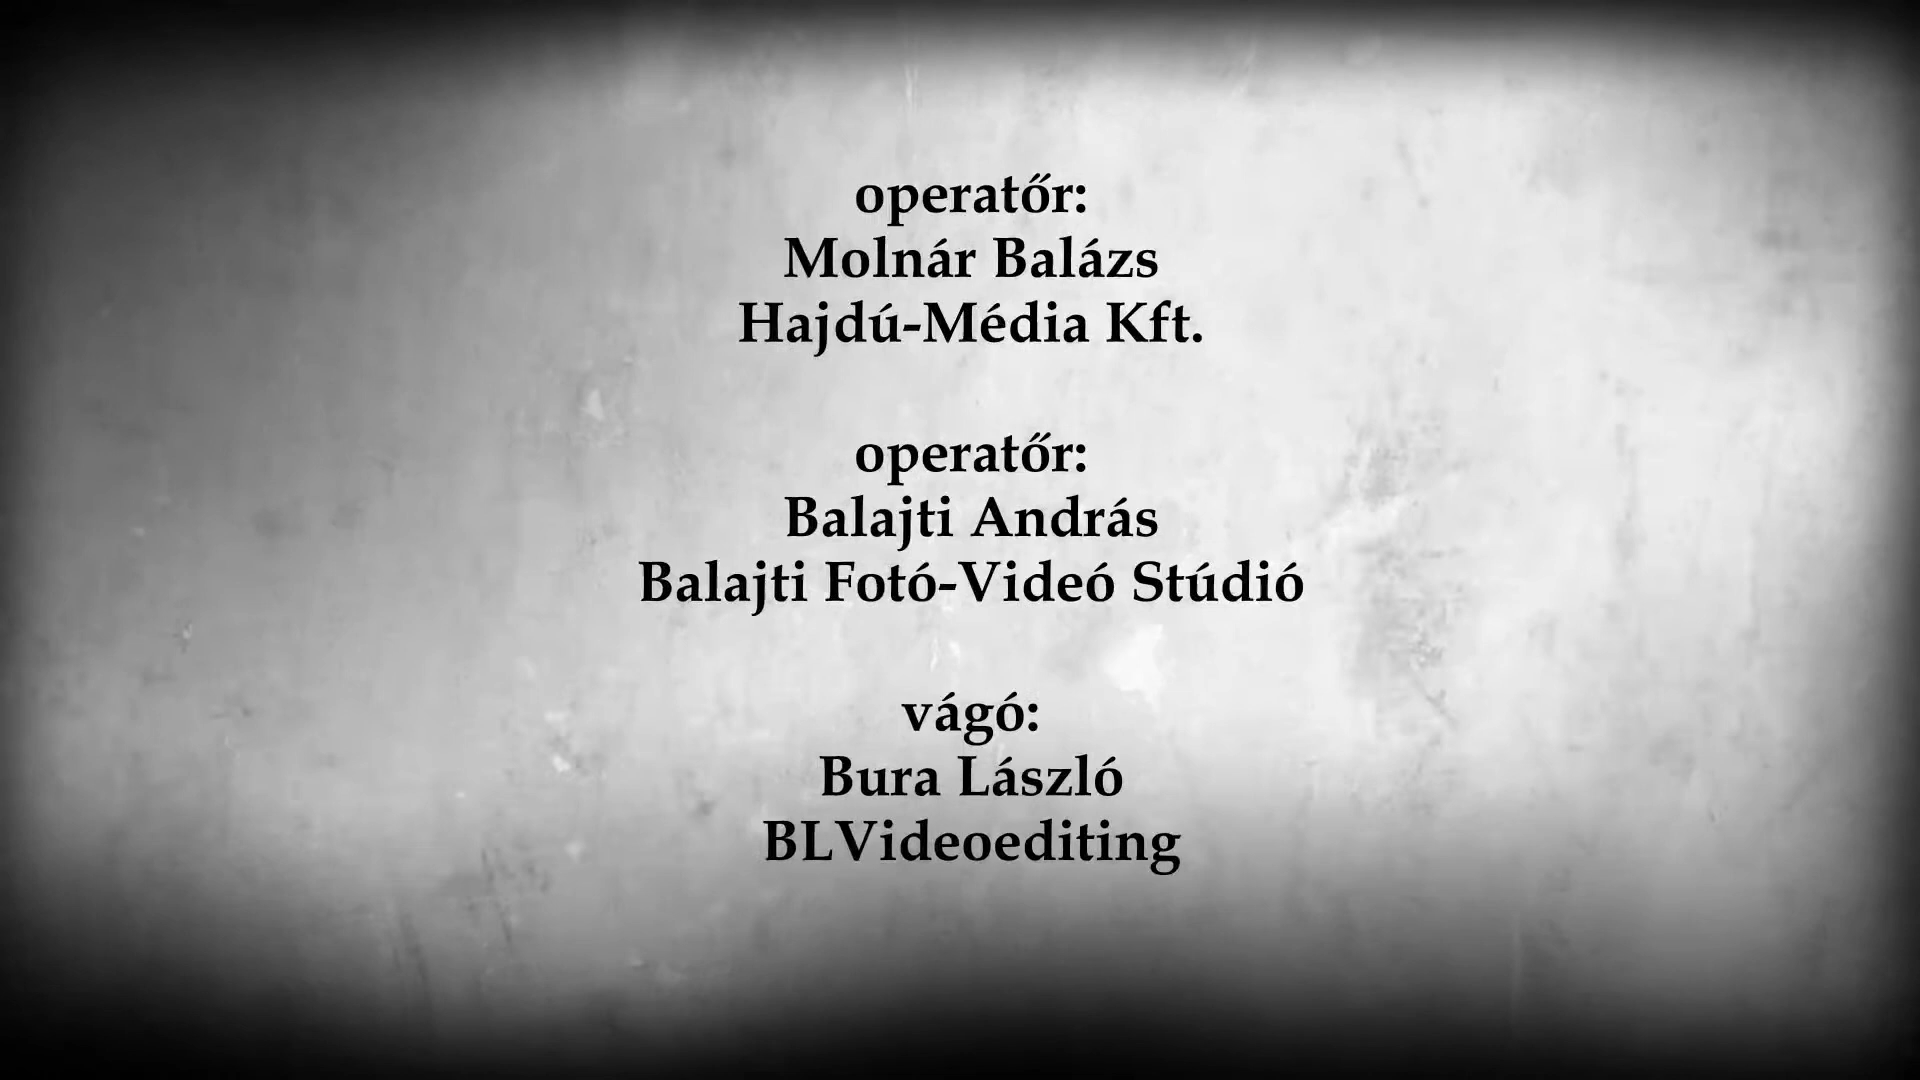 operatőr:
Molnár Balázs
Hajdú-Média Kft.
operatőr:
Balajti András
Balajti Fotó-Videó Stúdió
vágó:
Bura László
BLVideoediting